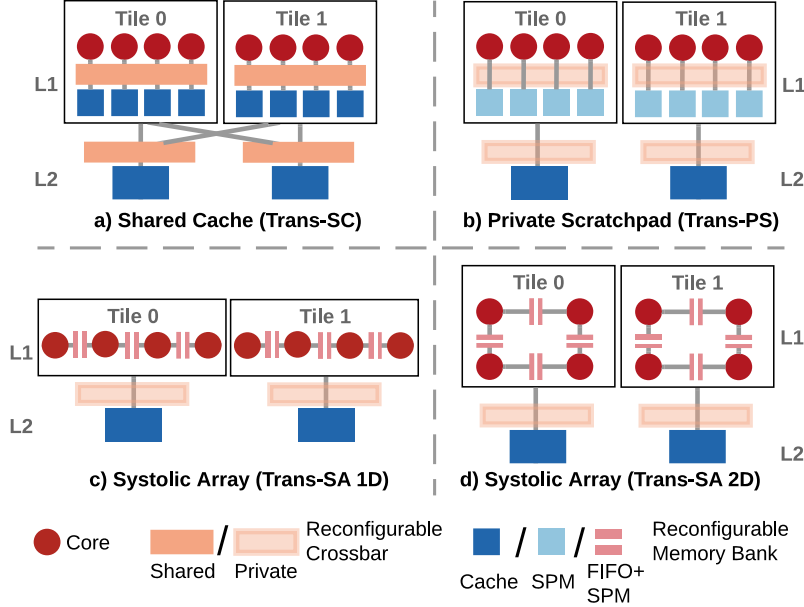 Tile 0
Tile 1
L1
L2
a) Shared Cache (Trans-SC)
Tile 0
Tile 1
L1
L2
b) Private Scratchpad (Trans-PS)
Tile 0
Tile 1
L1
L2
c) Systolic Array (Trans-SA 1D)
Tile 0
Tile 1
L1
L2
d) Systolic Array (Trans-SA 2D)
Core
/
Shared
Private
Reconfigurable
Crossbar
/
/
Cache
SPM
FIFO+
SPM
Reconfigurable
Memory Bank